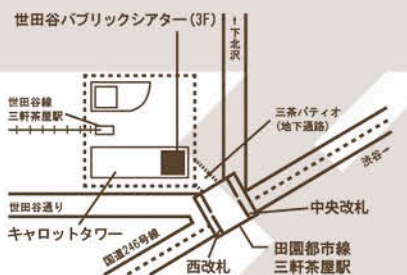 世田谷パブリックシアター(3F)
↑下北沢
世田谷線
三軒茶屋駅
三茶パティオ
(地下通路)
渋谷→
世田谷通り
キャロットタワー
国道246号線
中央改札
西改札
田園都市線
三軒茶屋駅